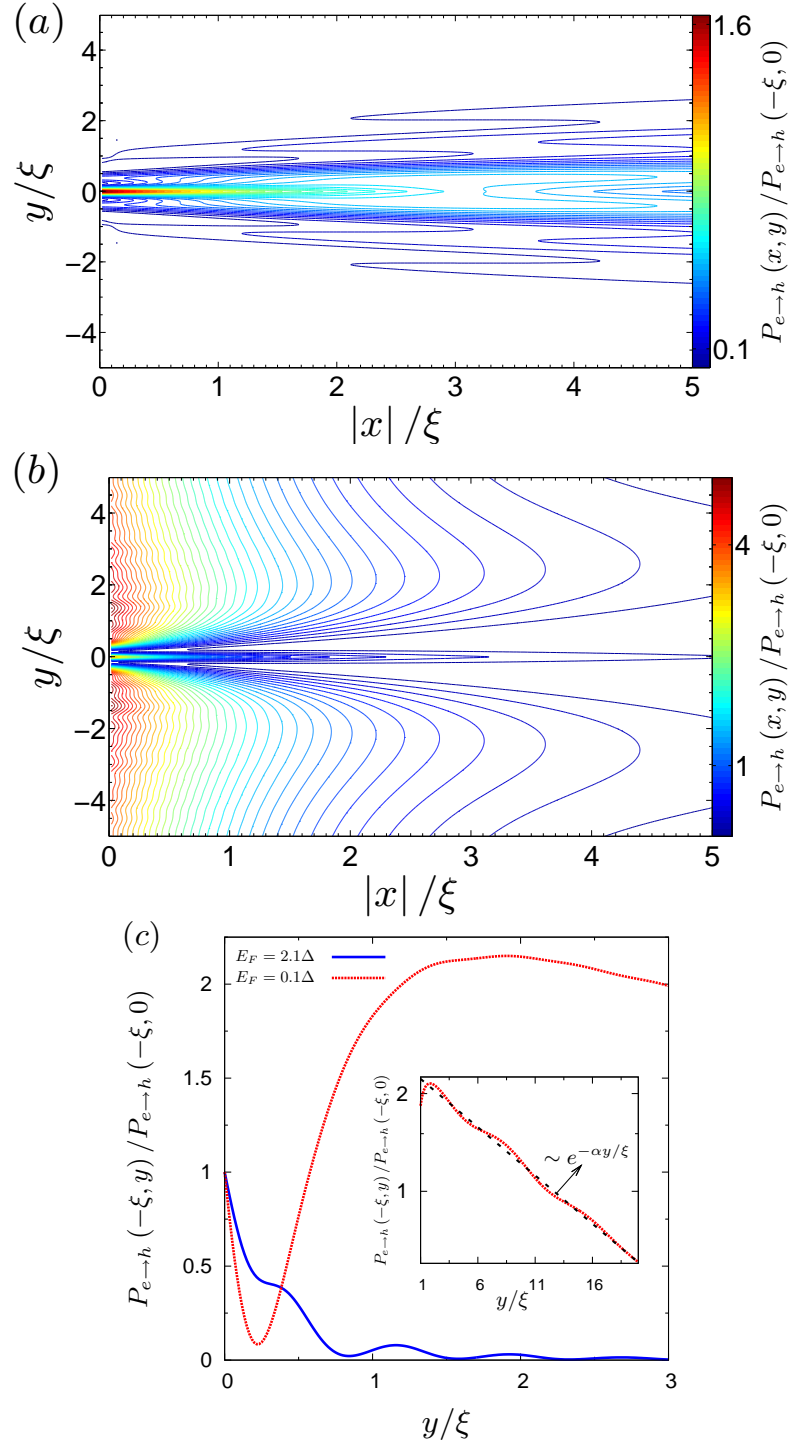 (a)
4
2
0
−2
−4
y/ξ
0 1 2 3 4 5
|x| /ξ
1.6
0.1
P_{e→h} (x, y) /P_{e→h} (−ξ, 0)
(b)
4
2
0
−2
−4
y/ξ
0 1 2 3 4 5
|x| /ξ
4
1
P_{e→h} (x, y) /P_{e→h} (−ξ, 0)
(c)
E_F = 2.1Δ
E_F = 0.1Δ
2
1.5
1
0.5
0
P_{e→h} (−ξ, y) /P_{e→h} (−ξ, 0)
0 1 2 3
y/ξ
2
1
P_{e→h} (−ξ, y) /P_{e→h} (−ξ, 0)
∼ e^{−αy/ξ}
1 6 11 16
y/ξ